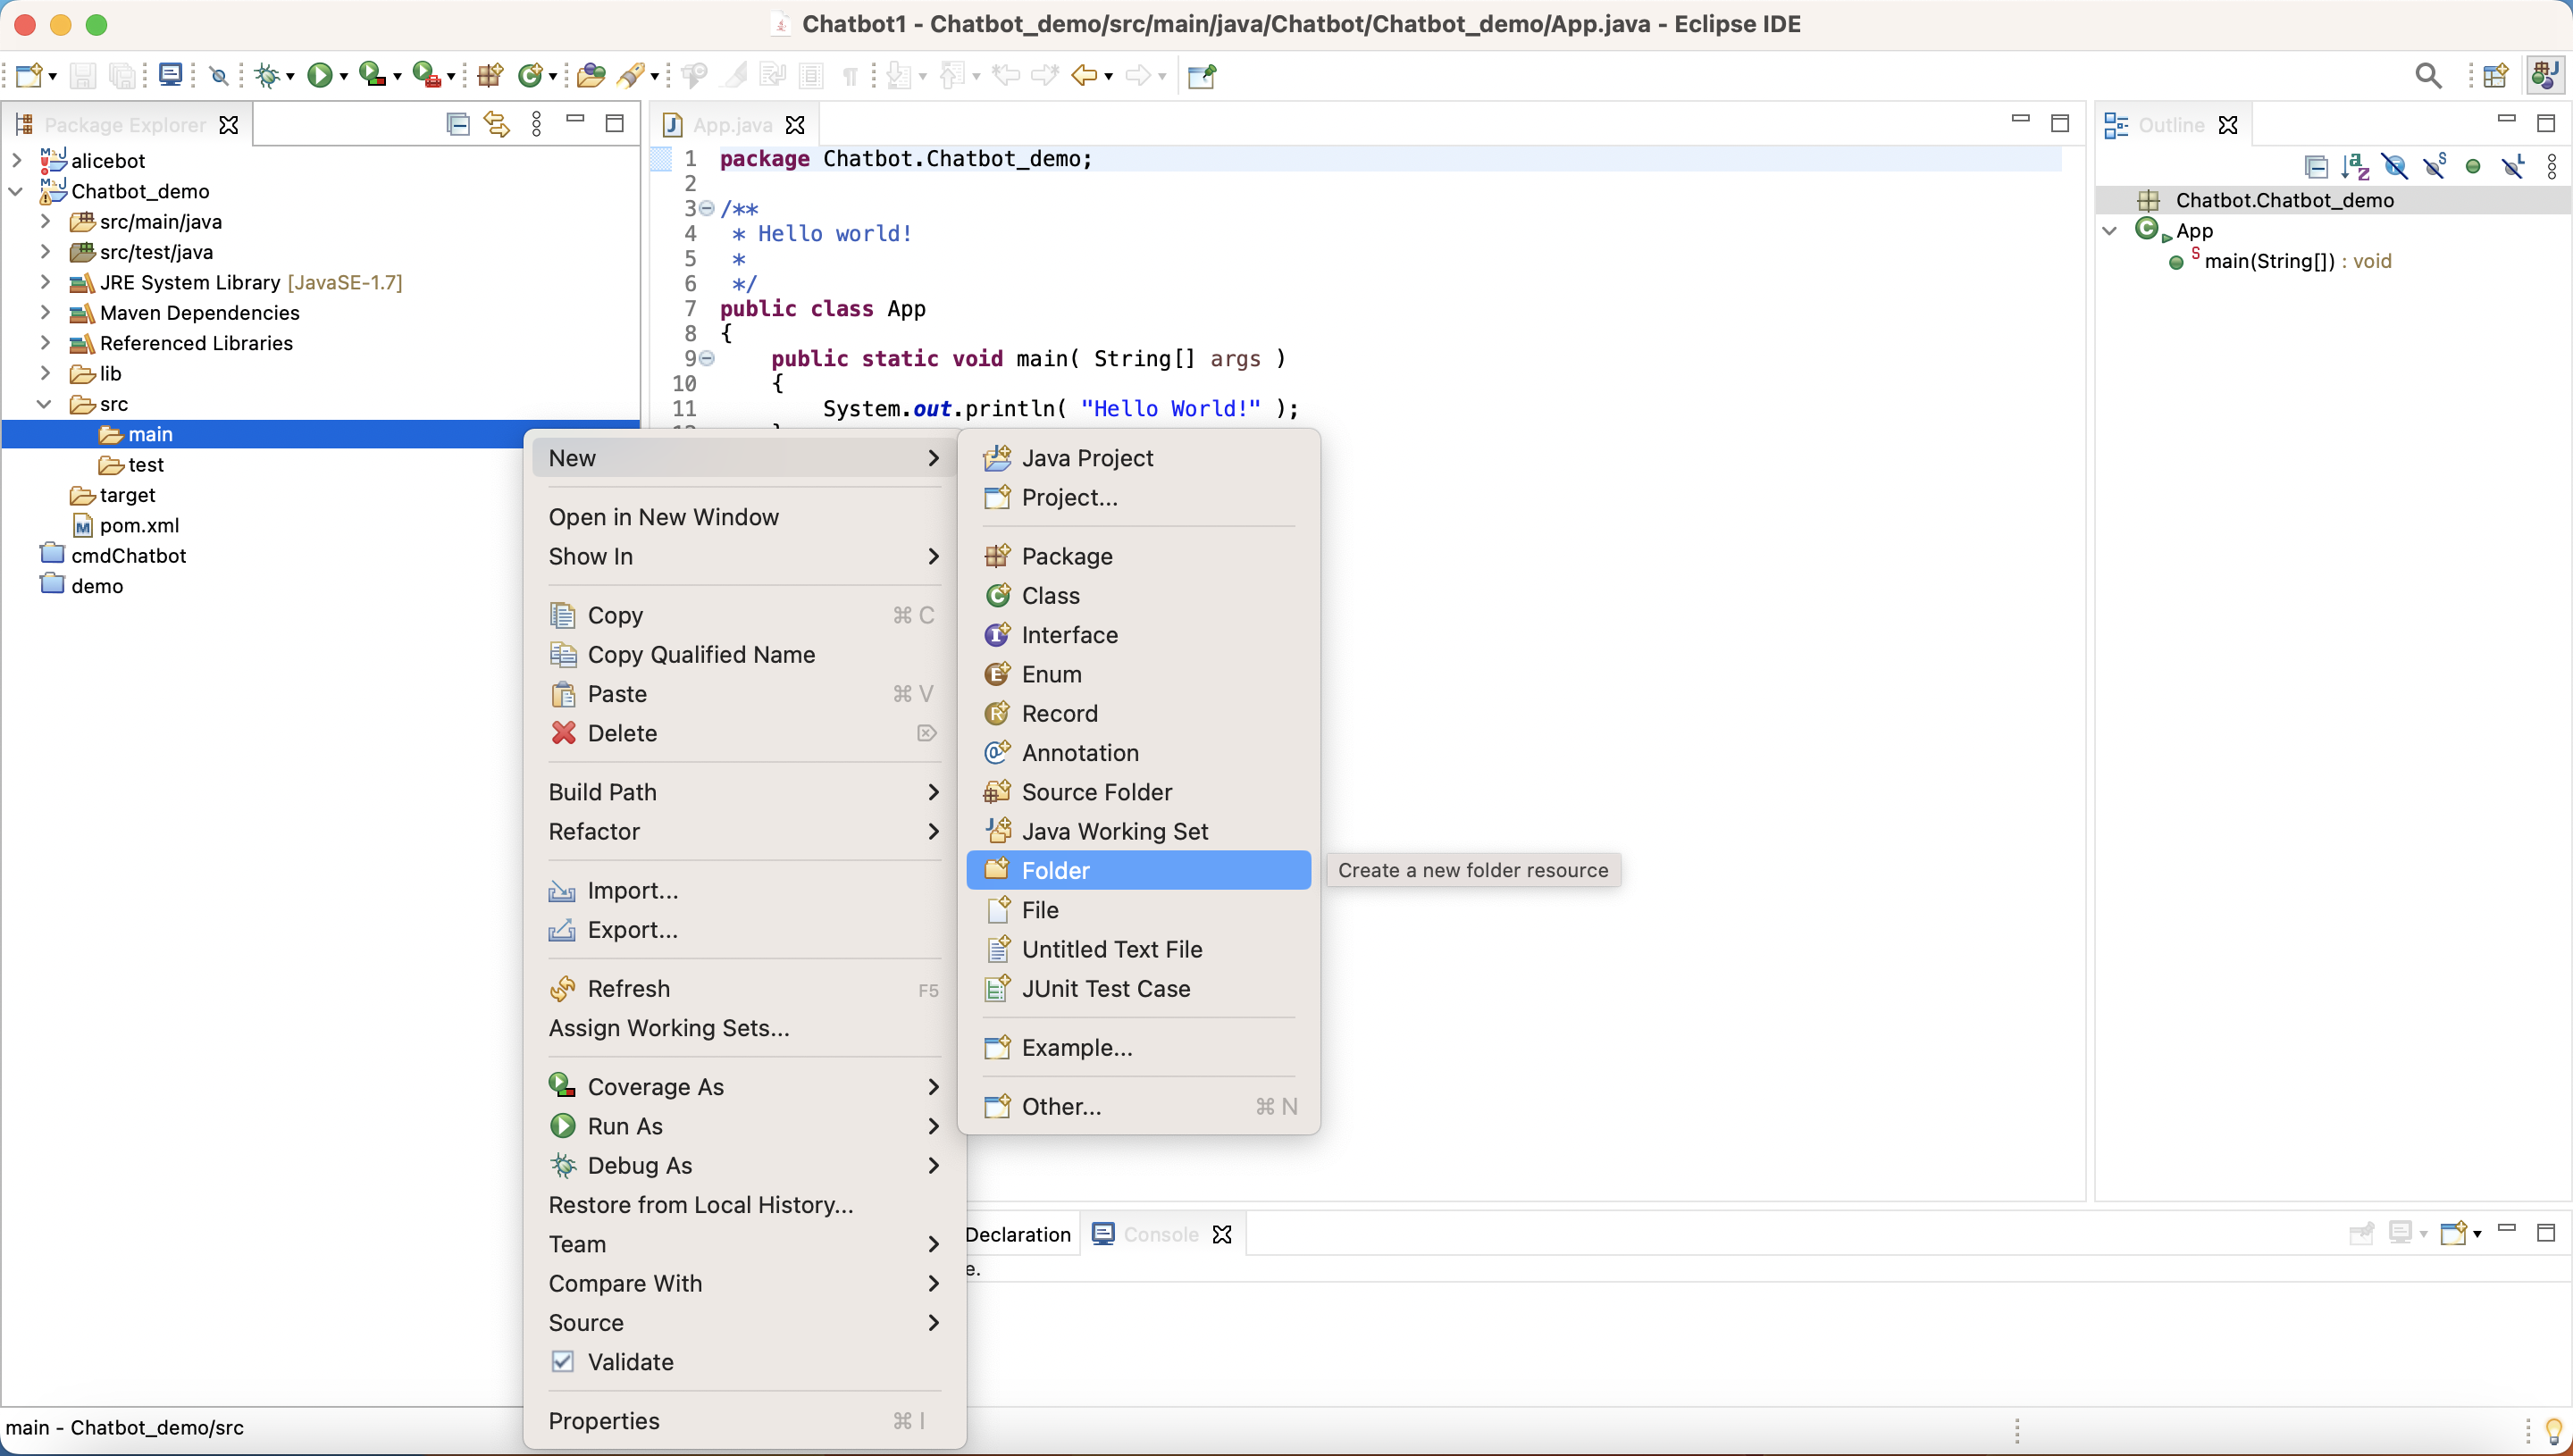 Chatbot1 - Chatbot_demo/src/main/java/Chatbot/Chatbot_demo/App.java - Eclipse IDE
Package Explorer
alicebot
Chatbot_demo
src/main/java
src/test/java
JRE System Library [JavaSE-1.7]
Maven Dependencies
Referenced Libraries
lib
src
main
test
target
pom.xml
cmdChatbot
demo
App.java
1 package Chatbot.Chatbot_demo;
2
3 /**
4 * Hello world!
5 *
6 */
7 public class App
8 {
9 public static void main( String[] args )
10 {
11 System.out.println( "Hello World!" );
New
Open in New Window
Show In
Copy ⌘ C
Copy Qualified Name
Paste ⌘ V
Delete
Build Path
Refactor
Import...
Export...
Refresh F5
Assign Working Sets...
Coverage As
Run As
Debug As
Restore from Local History...
Team
Compare With
Source
Validate
Properties ⌘ I
Java Project
Project...
Package
Class
Interface
Enum
Record
Annotation
Source Folder
Java Working Set
Folder
File
Untitled Text File
JUnit Test Case
Example...
Other... ⌘ N
Create a new folder resource
Outline
Chatbot.Chatbot_demo
App
main(String[]) : void
Declaration
Console
e.
main - Chatbot_demo/src